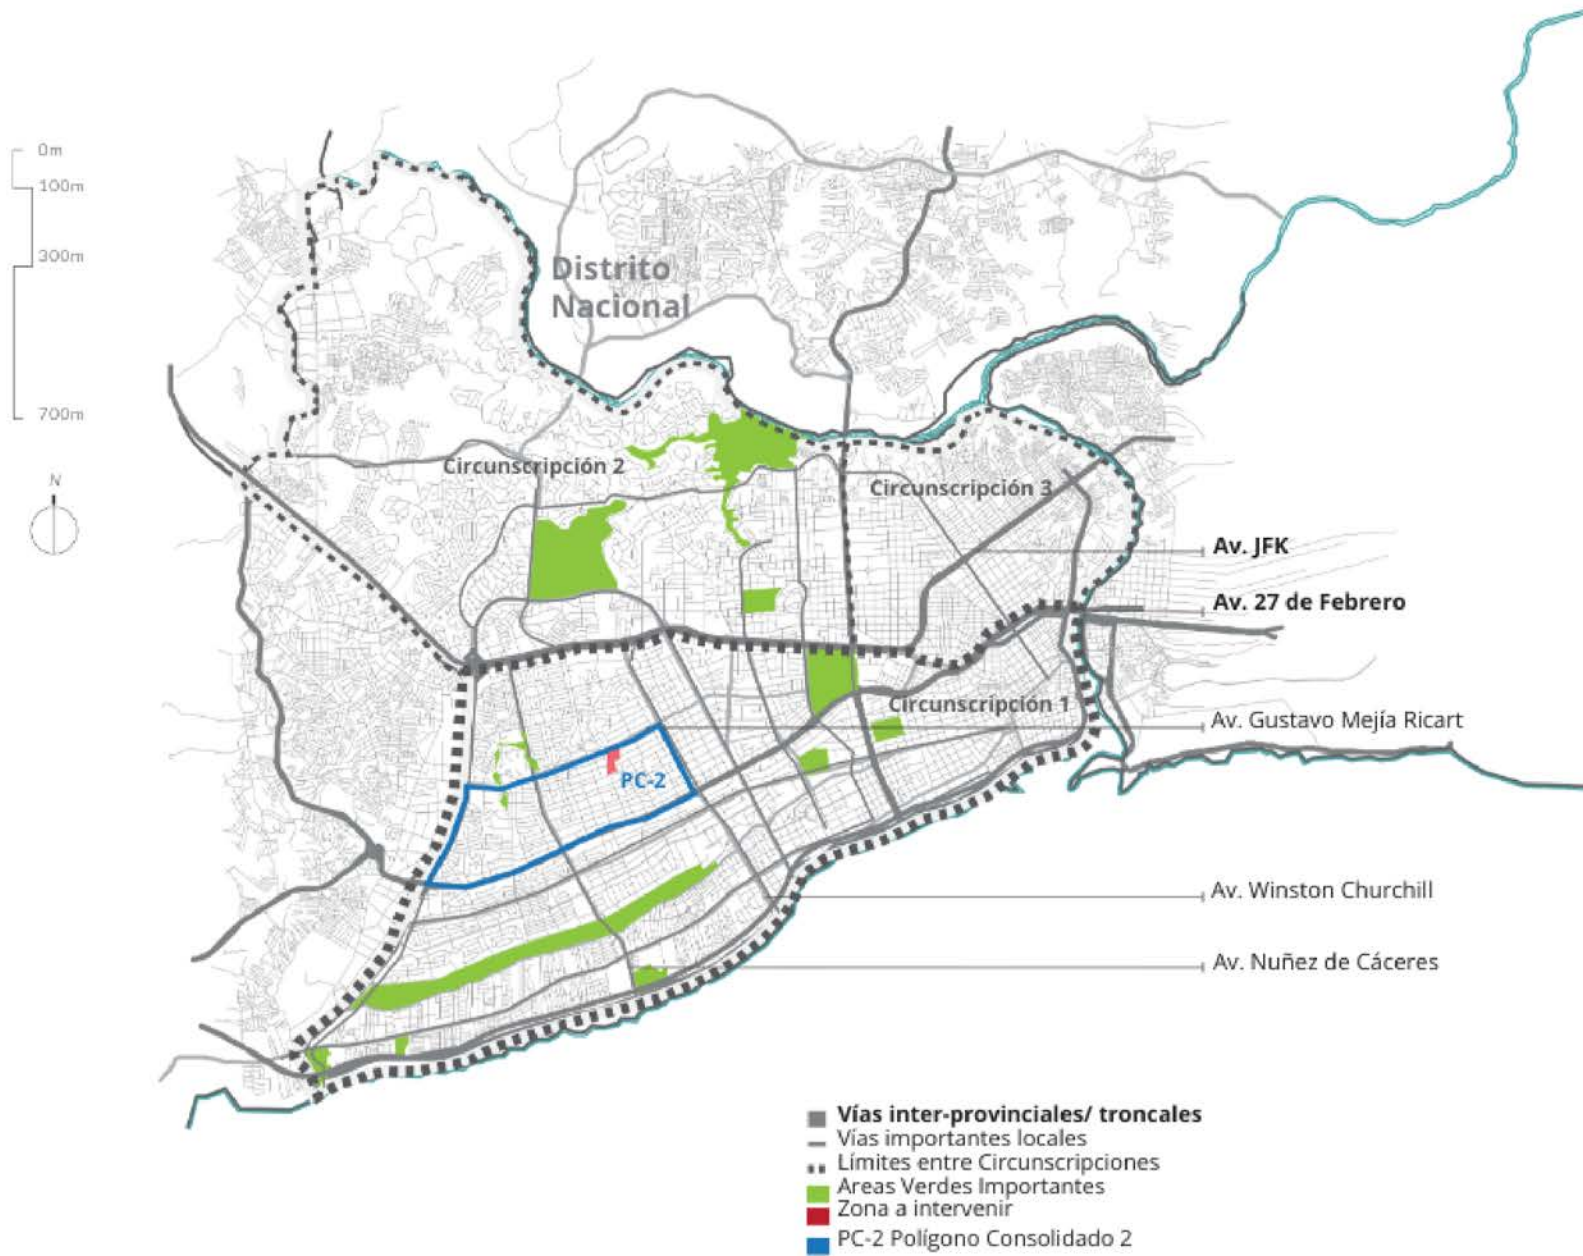 0m
100m
300m
700m
N
Distrito
Nacional
Circunscripción 2
Circunscripción 3
Av. JFK
Av. 27 de Febrero
Circunscripción 1
Av. Gustavo Mejía Ricart
PC-2
Av. Winston Churchill
Av. Nuñez de Cáceres
Vías inter-provinciales/ troncales
Vías importantes locales
Límites entre Circunscripciones
Areas Verdes Importantes
Zona a intervenir
PC-2 Polígono Consolidado 2